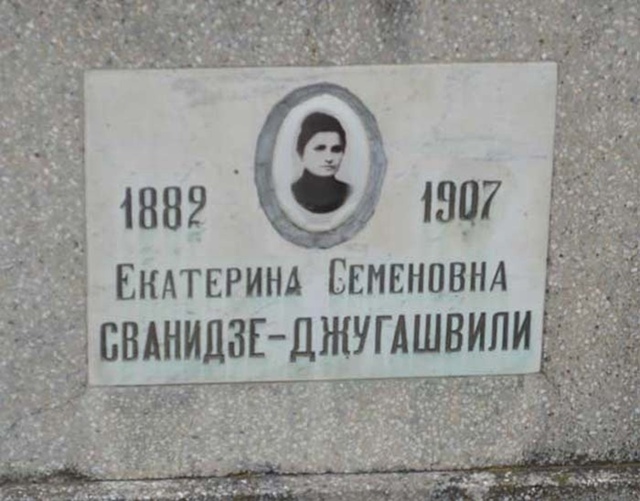 1882 1907
Екатерина Семеновна
Сванидзе-Джугашвили